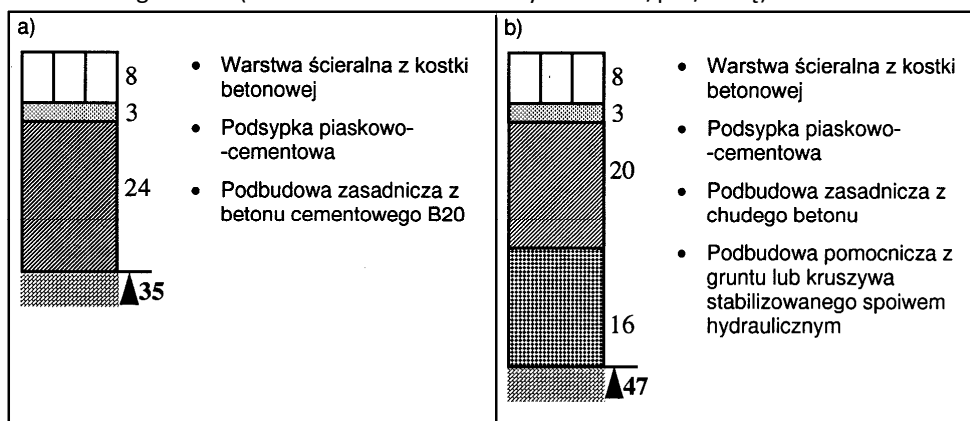 a)
8
3
24
35
• Warstwa ścieralna z kostki
betonowej
• Podsypka piaskowo-
-cementowa
• Podbudowa zasadnicza z
betonu cementowego B20
b)
8
3
20
16
47
• Warstwa ścieralna z kostki
betonowej
• Podsypka piaskowo-
-cementowa
• Podbudowa zasadnicza z
chudego betonu
• Podbudowa pomocnicza z
gruntu lub kruszywa
stabilizowanego spoiwem
hydraulicznym